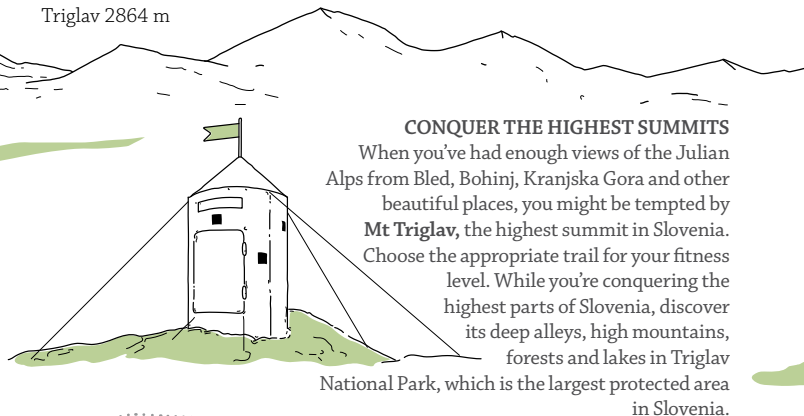 Triglav 2864 m
CONQUER THE HIGHEST SUMMITS
When you’ve had enough views of the Julian
Alps from Bled, Bohinj, Kranjska Gora and other
beautiful places, you might be tempted by
Mt Triglav, the highest summit in Slovenia.
Choose the appropriate trail for your fitness
level. While you’re conquering the
highest parts of Slovenia, discover
its deep alleys, high mountains,
forests and lakes in Triglav
National Park, which is the largest protected area
in Slovenia.